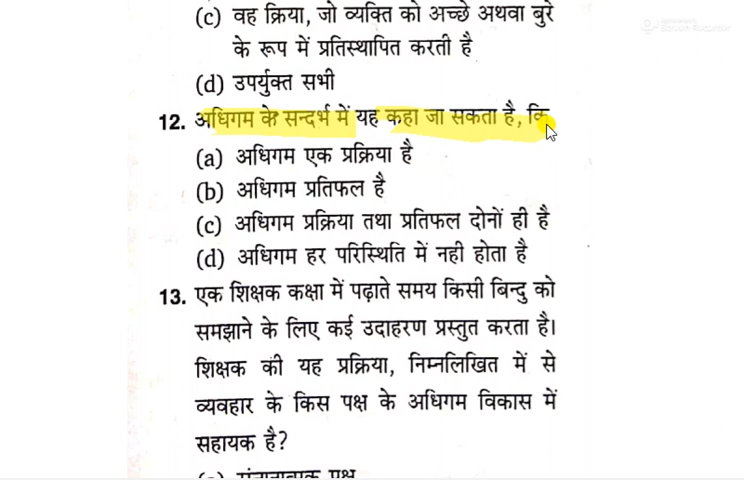 (c) वह क्रिया, जो व्यक्ति को अच्छे अथवा बुरे
के रूप में प्रतिस्थापित करती है
(d) उपर्युक्त सभी
12. अधिगम के सन्दर्भ में यह कहा जा सकता है, कि
(a) अधिगम एक प्रक्रिया है
(b) अधिगम प्रतिफल है
(c) अधिगम प्रक्रिया तथा प्रतिफल दोनों ही है
(d) अधिगम हर परिस्थिति में नही होता है
13. एक शिक्षक कक्षा में पढ़ाते समय किसी बिन्दु को
समझाने के लिए कई उदाहरण प्रस्तुत करता है।
शिक्षक की यह प्रक्रिया, निम्नलिखित में से
व्यवहार के किस पक्ष के अधिगम विकास में
सहायक है?